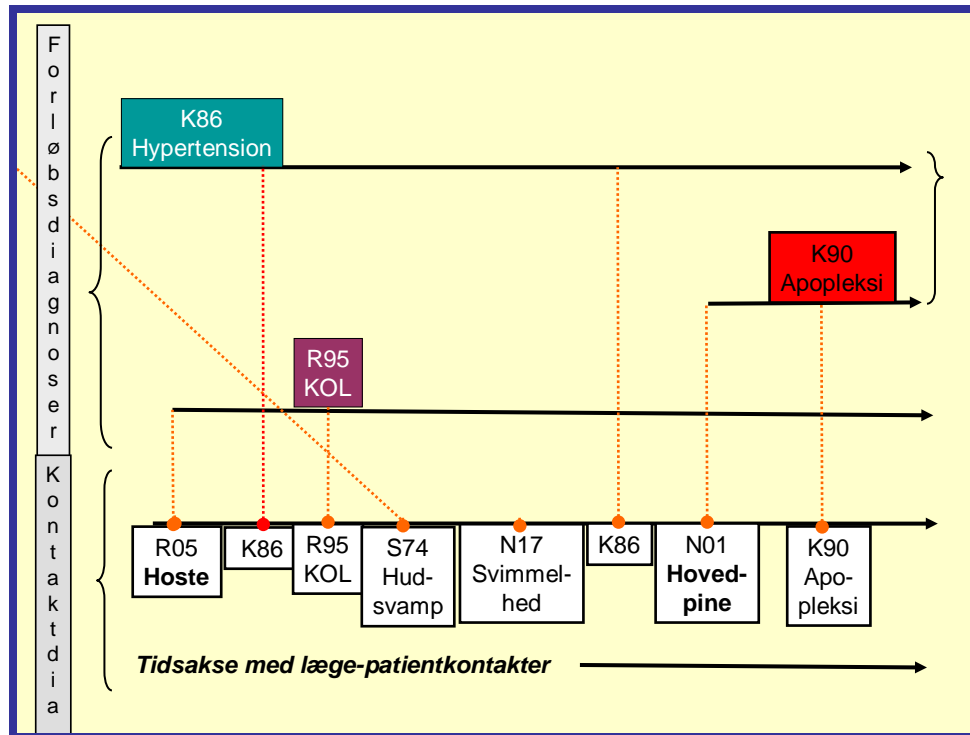 Forløbsdiagnoser
K86
Hypertension
K90
Apopleksi
R95
KOL
Kontaktdia
R05
Hoste
K86
R95
KOL
S74
Hud-
svamp
N17
Svimmel-
hed
K86
N01
Hoved-
pine
K90
Apo-
pleksi
Tidsakse med læge-patientkontakter